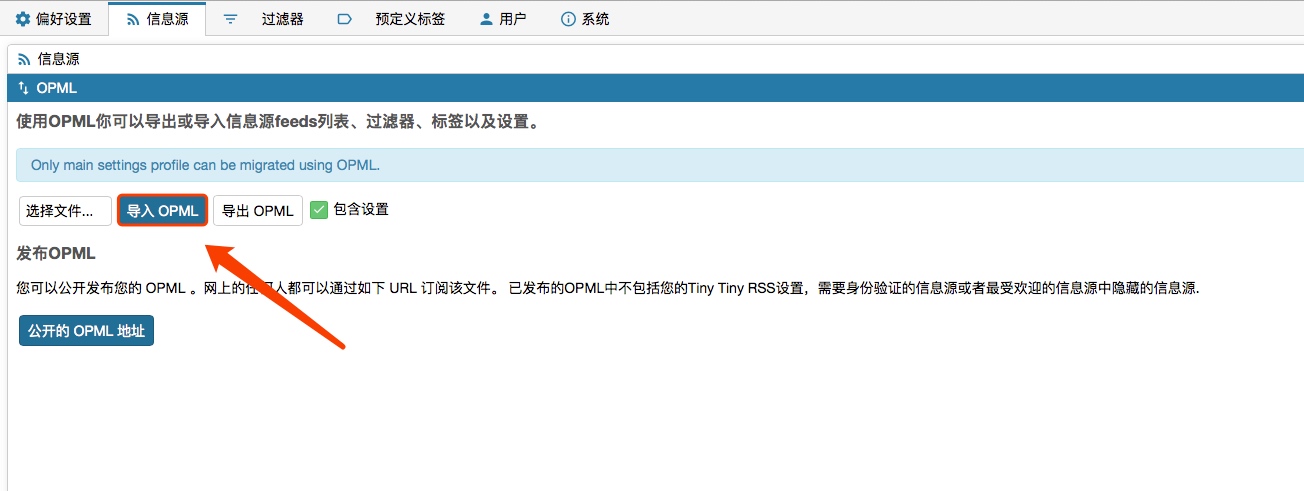 偏好设置 信息源 过滤器 预定义标签 用户 系统
信息源
OPML
使用OPML你可以导出或导入信息源feeds列表、过滤器、标签以及设置。
Only main settings profile can be migrated using OPML.
选择文件... 导入 OPML 导出 OPML 包含设置
发布OPML
您可以公开发布您的 OPML 。网上的任何人都可以通过如下 URL 订阅该文件。 已发布的OPML中不包括您的Tiny Tiny RSS设置，需要身份验证的信息源或者最受欢迎的信息源中隐藏的信息源.
公开的 OPML 地址